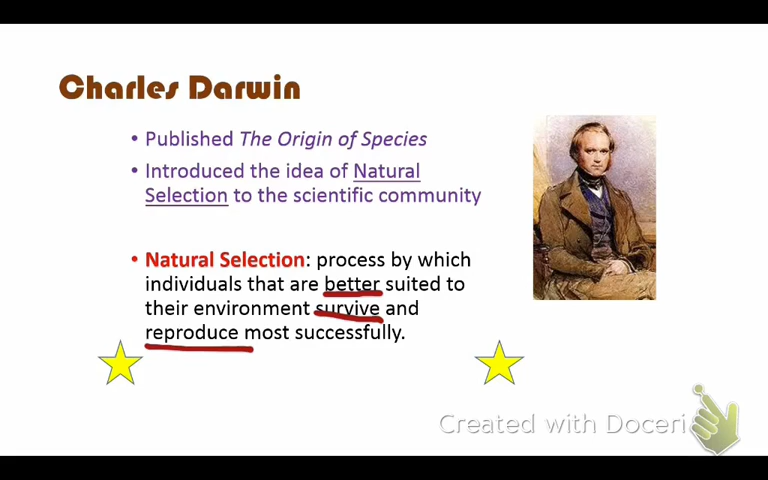 Charles Darwin
• Published The Origin of Species
• Introduced the idea of Natural
Selection to the scientific community
• Natural Selection: process by which
individuals that are better suited to
their environment survive and
reproduce most successfully.
Created with Doceri